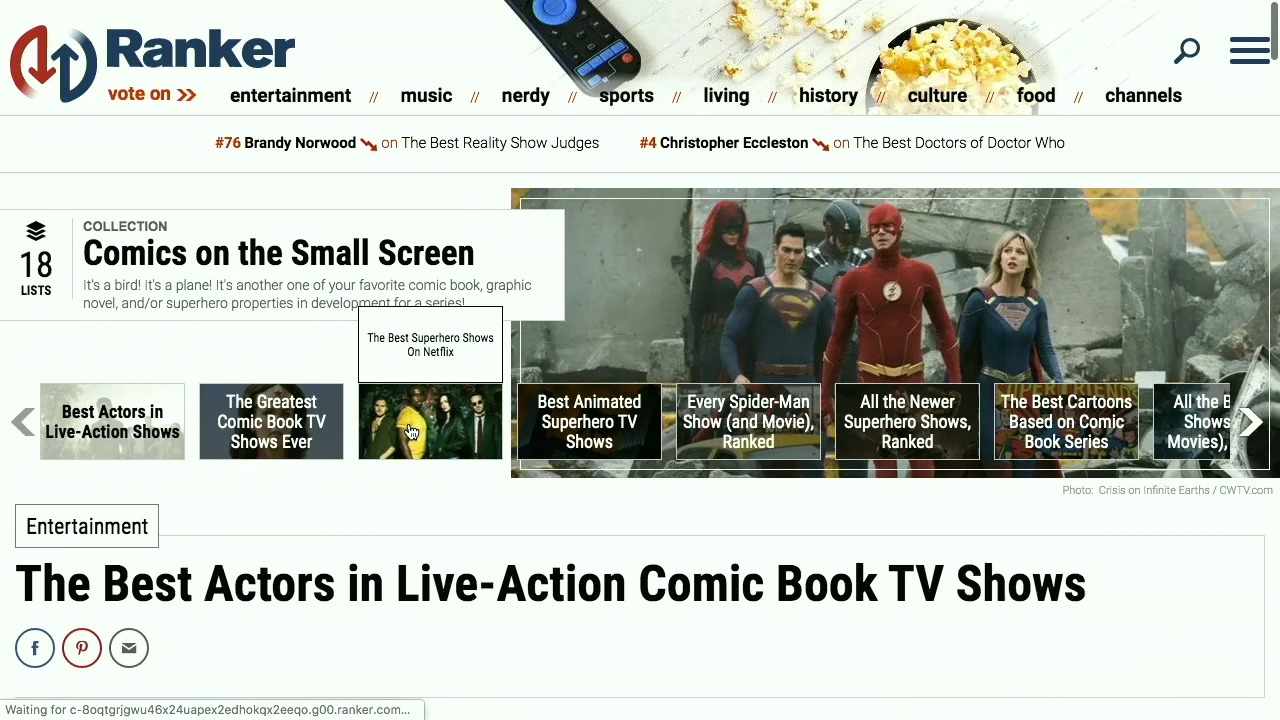 Ranker
vote on >>
entertainment // music // nerdy // sports // living // history // culture // food // channels
#76 Brandy Norwood on The Best Reality Show Judges
#4 Christopher Eccleston on The Best Doctors of Doctor Who
18
LISTS
COLLECTION
Comics on the Small Screen
It's a bird! It's a plane! It's another one of your favorite comic book, graphic
novel, and/or superhero properties in development for a series!
The Best Superhero Shows
On Netflix
Best Actors in
Live-Action Shows
The Greatest
Comic Book TV
Shows Ever
Best Animated
Superhero TV
Shows
Every Spider-Man
Show (and Movie),
Ranked
All the Newer
Superhero Shows,
Ranked
The Best Cartoons
Based on Comic
Book Series
All the B
Shows
Movies),
Photo: Crisis on Infinite Earths / CWTV.com
Entertainment
The Best Actors in Live-Action Comic Book TV Shows
f
Waiting for c-8oqtgrjgwu46x24uapex2edhokqx2eeqo.g00.ranker.com...